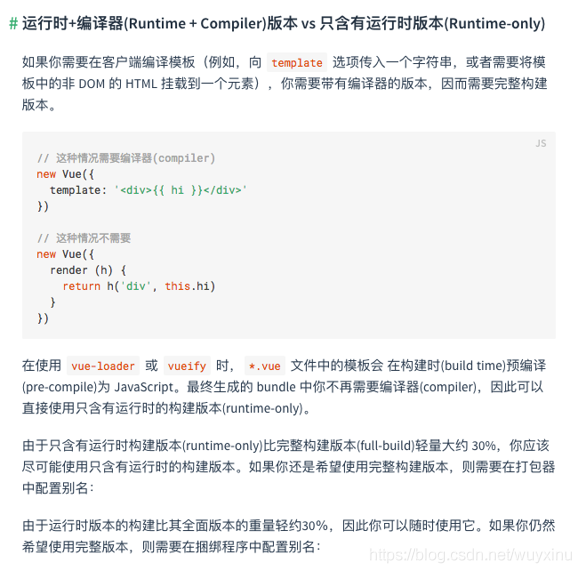 # 运行时+编译器(Runtime + Compiler)版本 vs 只含有运行时版本(Runtime-only)
如果你需要在客户端编译模板（例如，向 template 选项传入一个字符串，或者需要将模
板中的非 DOM 的 HTML 挂载到一个元素），你需要带有编译器的版本，因而需要完整构建
版本。
JS
// 这种情况需要编译器(compiler)
new Vue({
  template: '<div>{{ hi }}</div>'
})
// 这种情况不需要
new Vue({
  render (h) {
    return h('div', this.hi)
  }
})
在使用 vue-loader 或 vueify 时， *.vue 文件中的模板会 在构建时(build time)预编译
(pre-compile)为 JavaScript。最终生成的 bundle 中你不再需要编译器(compiler)，因此可以
直接使用只含有运行时的构建版本(runtime-only)。
由于只含有运行时构建版本(runtime-only)比完整构建版本(full-build)轻量大约 30%，你应该
尽可能使用只含有运行时的构建版本。如果你还是希望使用完整构建版本，则需要在打包器
中配置别名：
由于运行时版本的构建比其全面版本的重量轻约30％，因此你可以随时使用它。如果你仍然
希望使用完整版本，则需要在捆绑程序中配置别名：
https://blog.csdn.net/wuyxinu